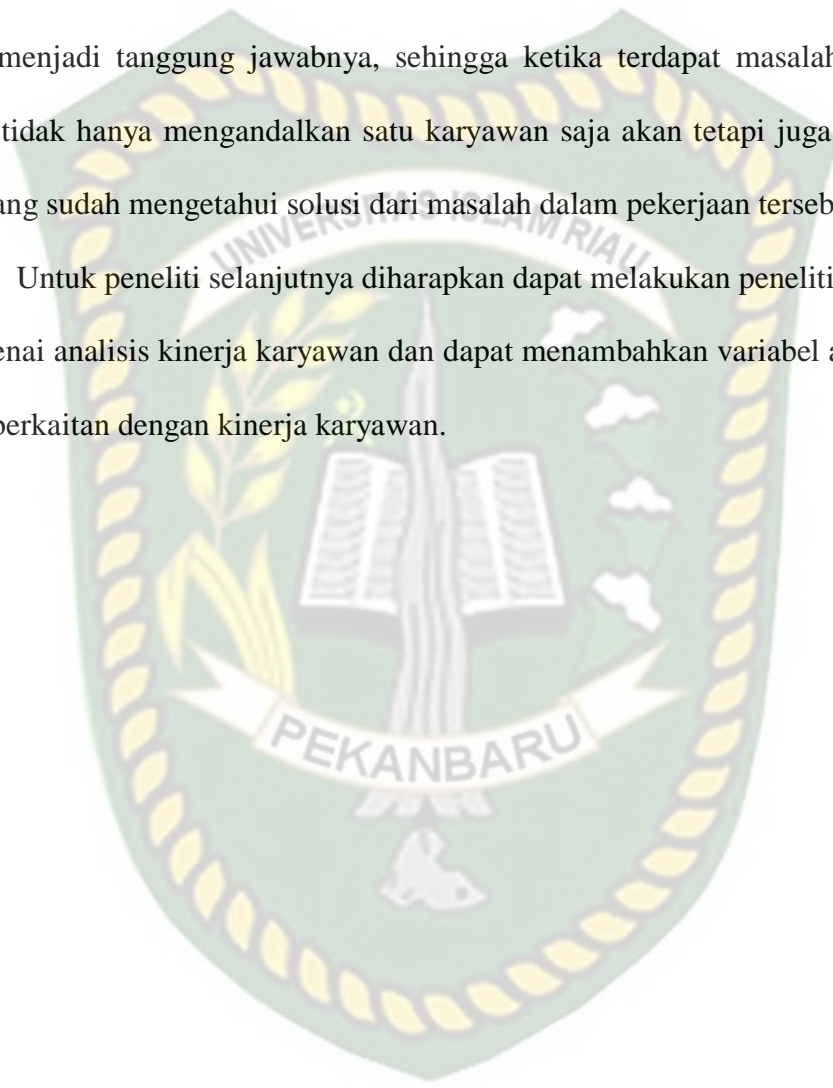 menjadi tanggung jawabnya, sehingga ketika terdapat masalah
tidak hanya mengandalkan satu karyawan saja akan tetapi juga
ang sudah mengetahui solusi dari masalah dalam pekerjaan terseb
UNIVERSITAS ISLAM RIAU
Untuk peneliti selanjutnya diharapkan dapat melakukan peneliti
enai analisis kinerja karyawan dan dapat menambahkan variabel a
berkaitan dengan kinerja karyawan.
PEKANBARU